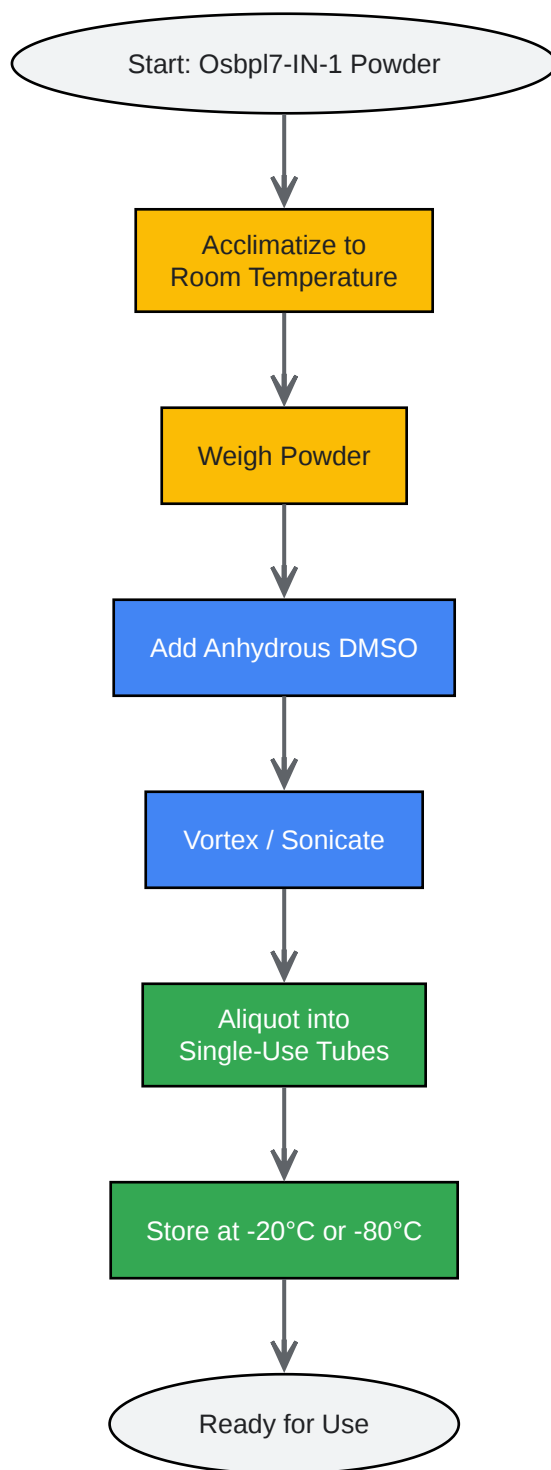 Start: Osbpl7-IN-1 Powder
Acclimatize to
Room Temperature
Weigh Powder
Add Anhydrous DMSO
Vortex / Sonicate
Aliquot into
Single-Use Tubes
Store at -20°C or -80°C
Ready for Use